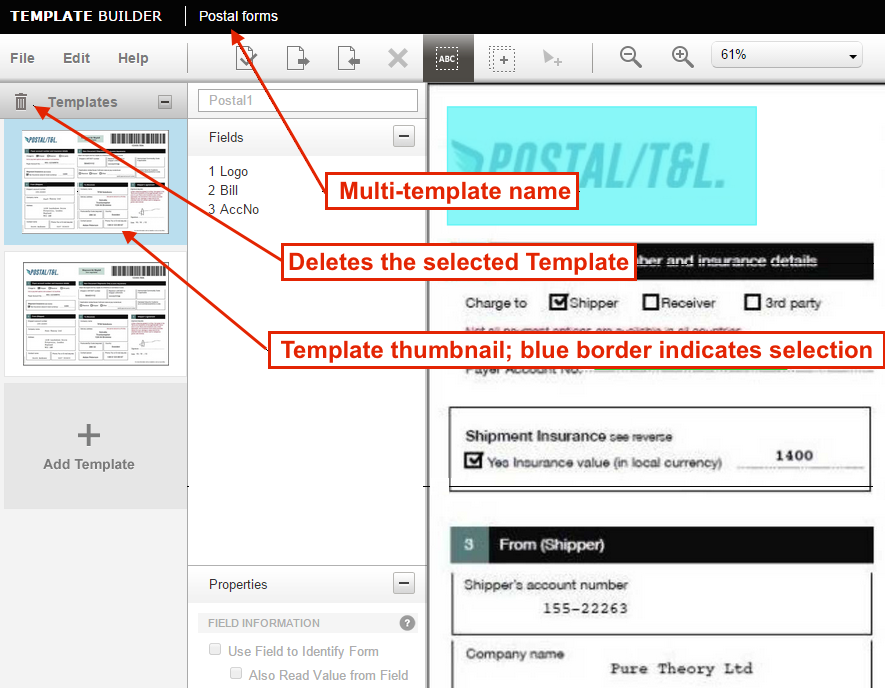 TEMPLATE BUILDER
Postal forms
File Edit Help
ABC
61%
Templates
Postal1
Fields
1 Logo
2 Bill
3 AccNo
POSTAL/T&L.
POSTAL/T&L.
POSTAL/T&L.
Multi-template name
Deletes the selected Template
ber and insurance details
Charge to Shipper Receiver 3rd party
Not all payment options are available in all countries
Template thumbnail; blue border indicates selection
Payer Account No.
Add Template
Shipment Insurance see reverse
Yes Insurance value (in local currency) 1400
3 From (Shipper)
Shipper's account number
155-22263
Company name
Pure Theory Ltd
Properties
FIELD INFORMATION ?
Use Field to Identify Form
Also Read Value from Field